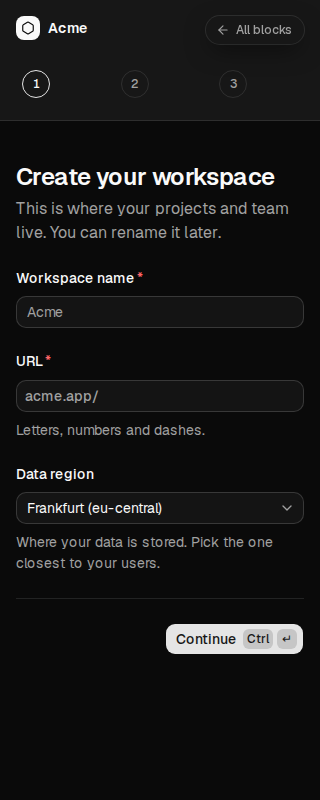 Acme
All blocks
1
2
3
Create your workspace
This is where your projects and team
live. You can rename it later.
Workspace name *
Acme
URL *
acme.app/
Letters, numbers and dashes.
Data region
Frankfurt (eu-central)
Where your data is stored. Pick the one
closest to your users.
Continue Ctrl ↵